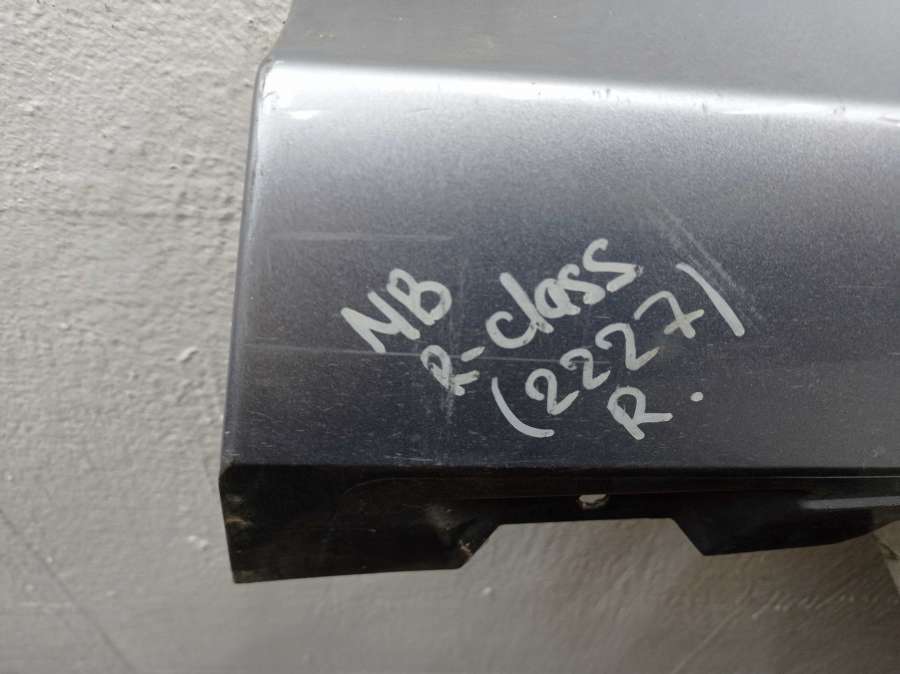 MB
R-class
(2227)
R.